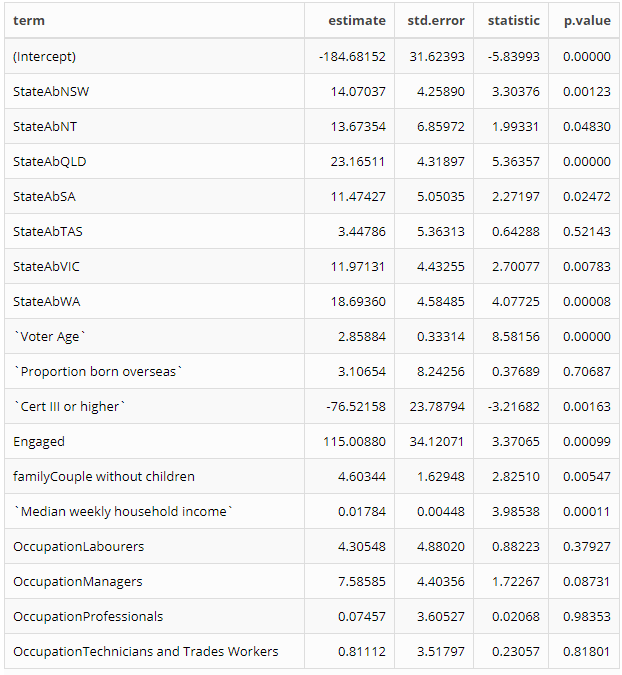 term estimate std.error statistic p.value
(Intercept) -184.68152 31.62393 -5.83993 0.00000
StateAbNSW 14.07037 4.25890 3.30376 0.00123
StateAbNT 13.67354 6.85972 1.99331 0.04830
StateAbQLD 23.16511 4.31897 5.36357 0.00000
StateAbSA 11.47427 5.05035 2.27197 0.02472
StateAbTAS 3.44786 5.36313 0.64288 0.52143
StateAbVIC 11.97131 4.43255 2.70077 0.00783
StateAbWA 18.69360 4.58485 4.07725 0.00008
`Voter Age` 2.85884 0.33314 8.58156 0.00000
`Proportion born overseas` 3.10654 8.24256 0.37689 0.70687
`Cert III or higher` -76.52158 23.78794 -3.21682 0.00163
Engaged 115.00880 34.12071 3.37065 0.00099
familyCouple without children 4.60344 1.62948 2.82510 0.00547
`Median weekly household income` 0.01784 0.00448 3.98538 0.00011
OccupationLabourers 4.30548 4.88020 0.88223 0.37927
OccupationManagers 7.58585 4.40356 1.72267 0.08731
OccupationProfessionals 0.07457 3.60527 0.02068 0.98353
OccupationTechnicians and Trades Workers 0.81112 3.51797 0.23057 0.81801